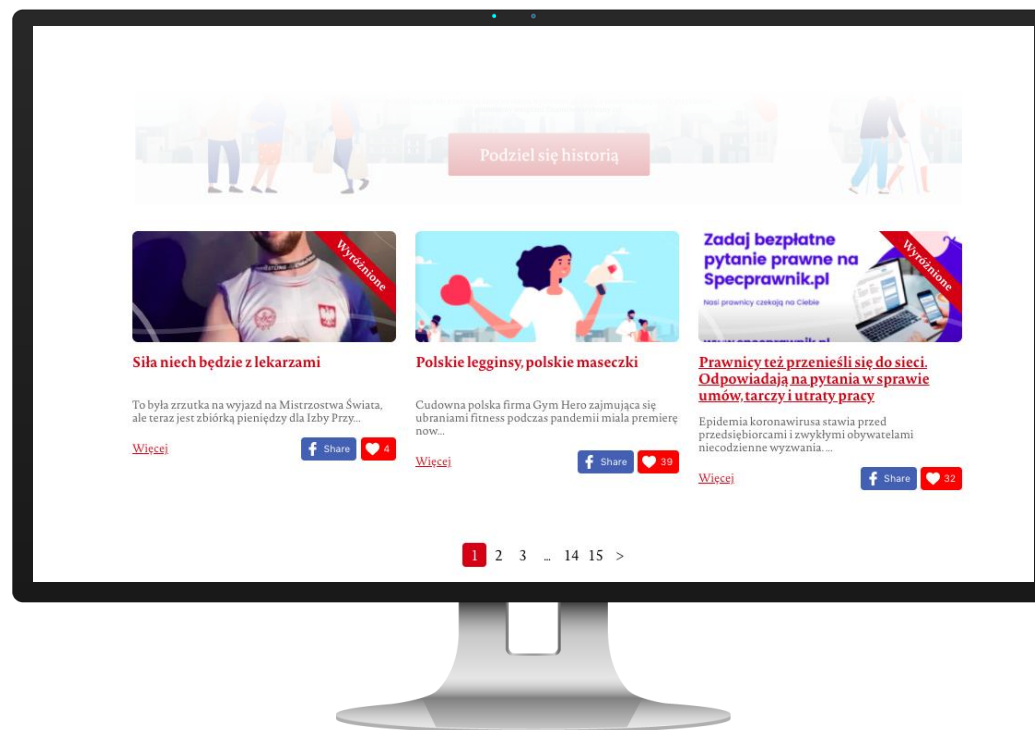 Podziel się historią
Wyróżnione
Zadaj bezpłatne
pytanie prawne na
Specprawnik.pl
Nasi prawnicy czekają na Ciebie
www.specprawnik.pl
Wyróżnione
Siła niech będzie z lekarzami
To była zrzutka na wyjazd na Mistrzostwa Świata,
ale teraz jest zbiórką pieniędzy dla Izby Przy...
Więcej
Share
4
Polskie legginsy, polskie maseczki
Cudowna polska firma Gym Hero zajmująca się
ubraniami fitness podczas pandemii miala premierę
now...
Więcej
Share
39
Prawnicy też przenieśli się do sieci.
Odpowiadają na pytania w sprawie
umów, tarczy i utraty pracy
Epidemia koronawirusa stawia przed
przedsiębiorcami i zwykłymi obywatelami
niecodzienne wyzwania. ...
Więcej
Share
32
1 2 3 ... 14 15 >